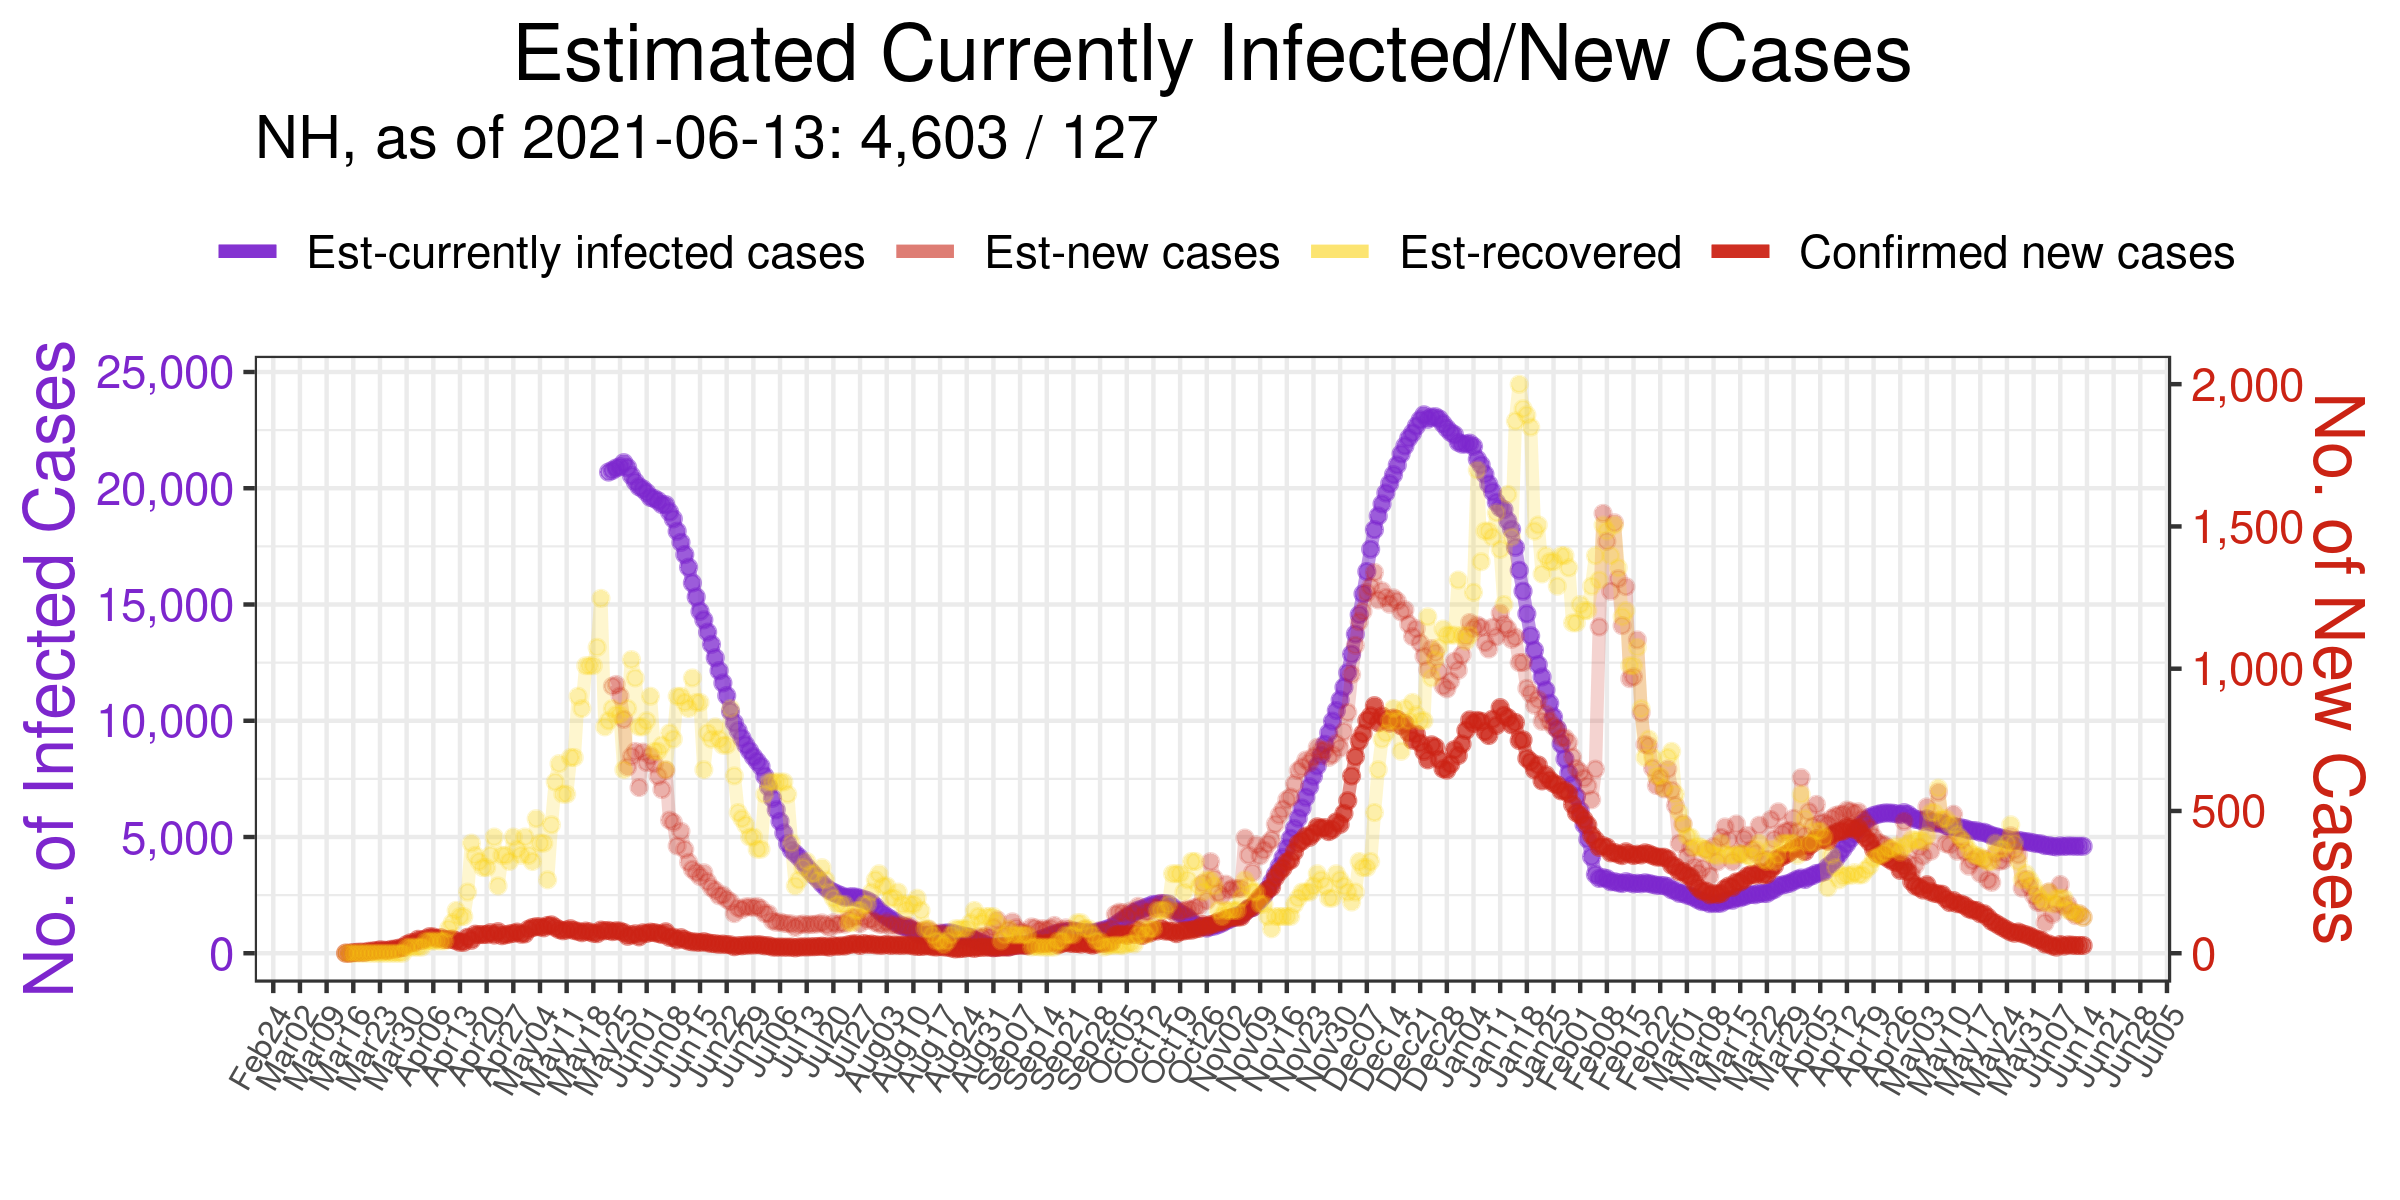 Estimated Currently Infected/New Cases
NH, as of 2021-06-13: 4,603 / 127
Est-currently infected cases Est-new cases Est-recovered Confirmed new cases
No. of Infected Cases
25,000
20,000
15,000
10,000
5,000
0
2,000
1,500
1,000
500
0
No. of New Cases
Feb24
Mar02
Mar09
Mar16
Mar23
Mar30
Apr06
Apr13
Apr20
Apr27
May04
May11
May18
May25
Jun01
Jun08
Jun15
Jun22
Jun29
Jul06
Jul13
Jul20
Jul27
Aug03
Aug10
Aug17
Aug24
Aug31
Sep07
Sep14
Sep21
Sep28
Oct05
Oct12
Oct19
Oct26
Nov02
Nov09
Nov16
Nov23
Nov30
Dec07
Dec14
Dec21
Dec28
Jan04
Jan11
Jan18
Jan25
Feb01
Feb08
Feb15
Feb22
Mar01
Mar08
Mar15
Mar22
Mar29
Apr05
Apr12
Apr19
Apr26
May03
May10
May17
May24
May31
Jun07
Jun14
Jun21
Jun28
Jul05